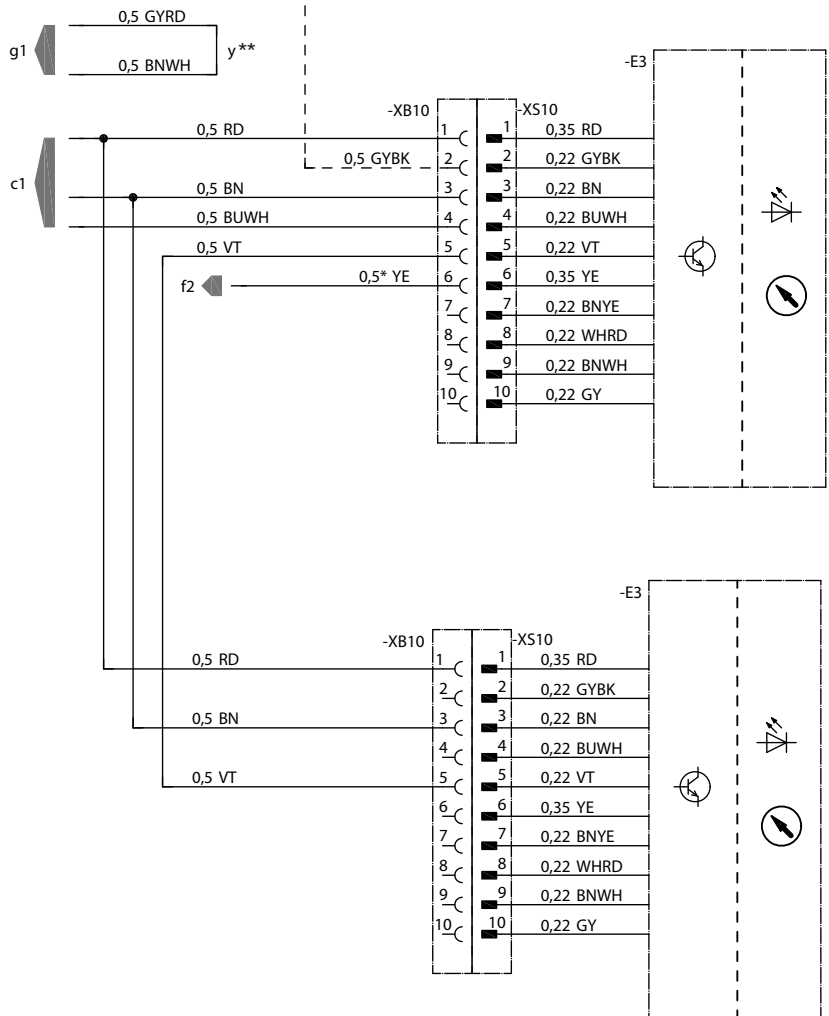 0,5 GYRD
g1
y**
0,5 BNWH
-E3
-XB10
-XS10
0,5 RD
1
1
0,35 RD
0,5 GYBK
2
2
0,22 GYBK
c1
0,5 BN
3
3
0,22 BN
0,5 BUWH
4
4
0,22 BUWH
0,5 VT
5
5
0,22 VT
f2
0,5* YE
6
6
0,35 YE
7
7
0,22 BNYE
8
8
0,22 WHRD
9
9
0,22 BNWH
10
10
0,22 GY
-E3
-XB10
-XS10
0,5 RD
1
1
0,35 RD
2
2
0,22 GYBK
0,5 BN
3
3
0,22 BN
4
4
0,22 BUWH
0,5 VT
5
5
0,22 VT
6
6
0,35 YE
7
7
0,22 BNYE
8
8
0,22 WHRD
9
9
0,22 BNWH
10
10
0,22 GY